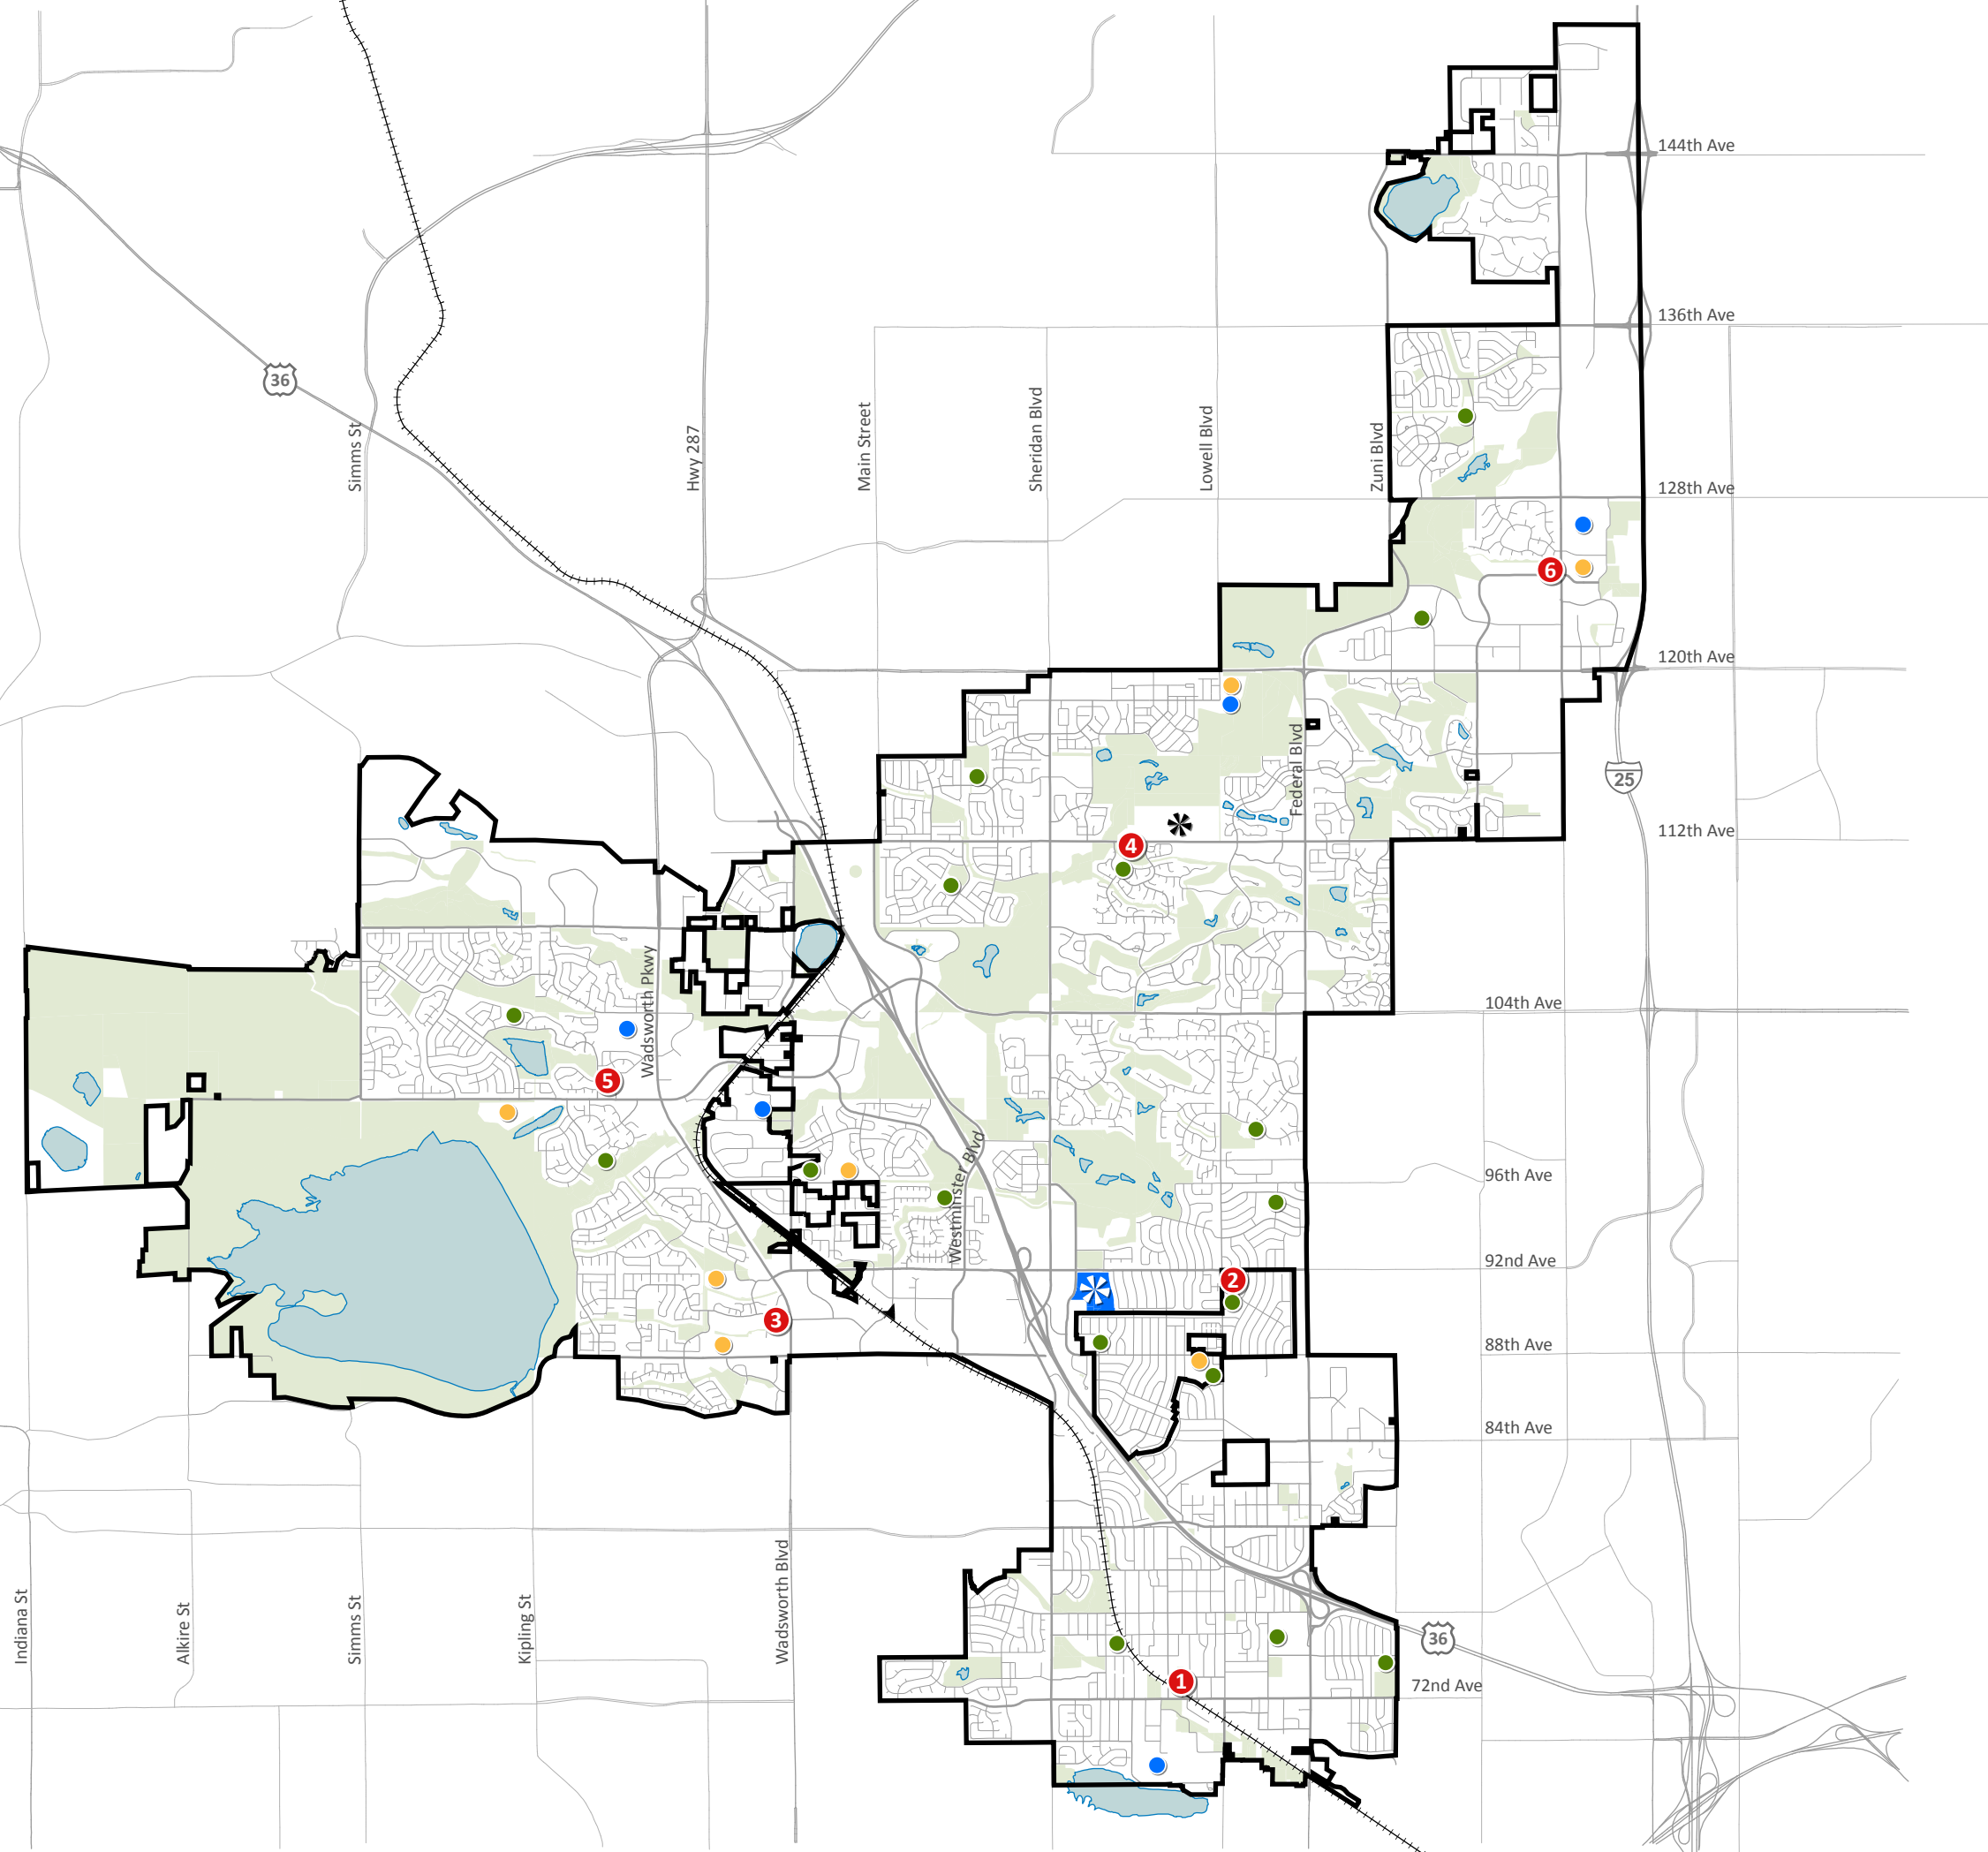 144th Ave
136th Ave
36
Simms St
Hwy 287
Main Street
Sheridan Blvd
Lowell Blvd
Zuni Blvd
128th Ave
6
120th Ave
Federal Blvd
25
4
112th Ave
Wadsworth Pkwy
104th Ave
5
Westminster Blvd
96th Ave
92nd Ave
2
3
88th Ave
84th Ave
Indiana St
Alkire St
Simms St
Kipling St
Wadsworth Blvd
36
1
72nd Ave